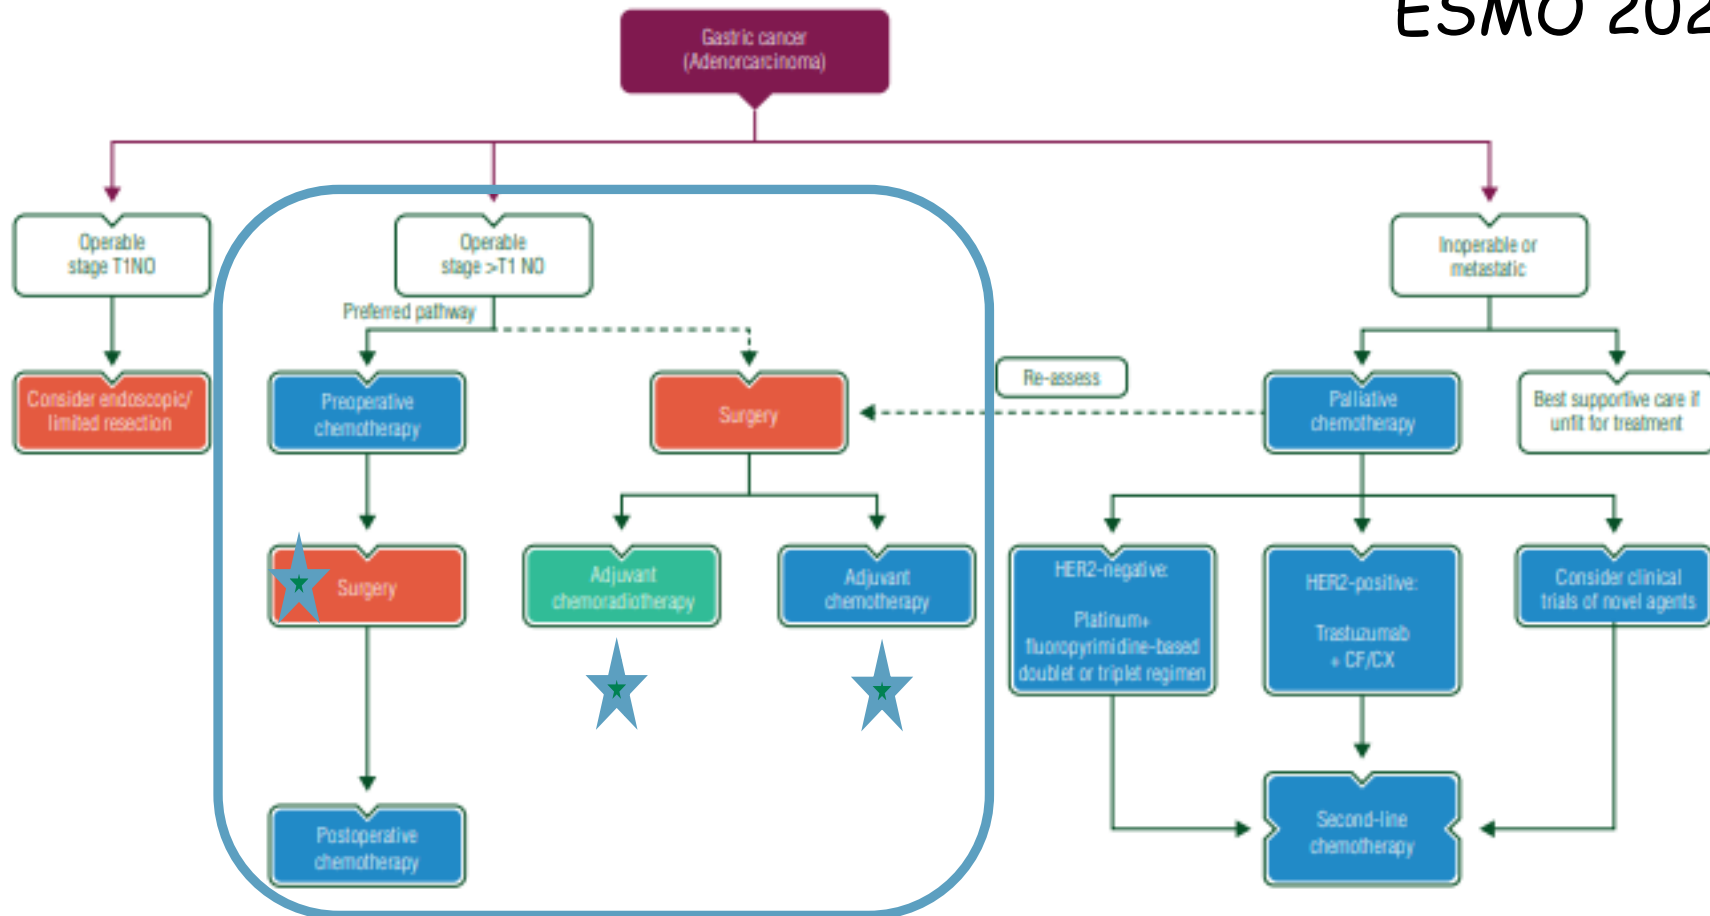 ESMO 202
Gastric cancer
(Adenorcarcinoma)
Operable
stage T1N0
Operable
stage >T1 N0
Inoperable or
metastatic
Preferred pathway
Consider endoscopic/
limited resection
Preoperative
chemotherapy
Surgery
Re-assess
Palliative
chemotherapy
Best supportive care if
unfit for treatment
Surgery
Adjuvant
chemoradiotherapy
Adjuvant
chemotherapy
HER2-negative:
Platinum+
fluoropyrimidine-based
doublet or triplet regimen
HER2-positive:
Trastuzumab
+ CF/CX
Consider clinical
trials of novel agents
Postoperative
chemotherapy
Second-line
chemotherapy